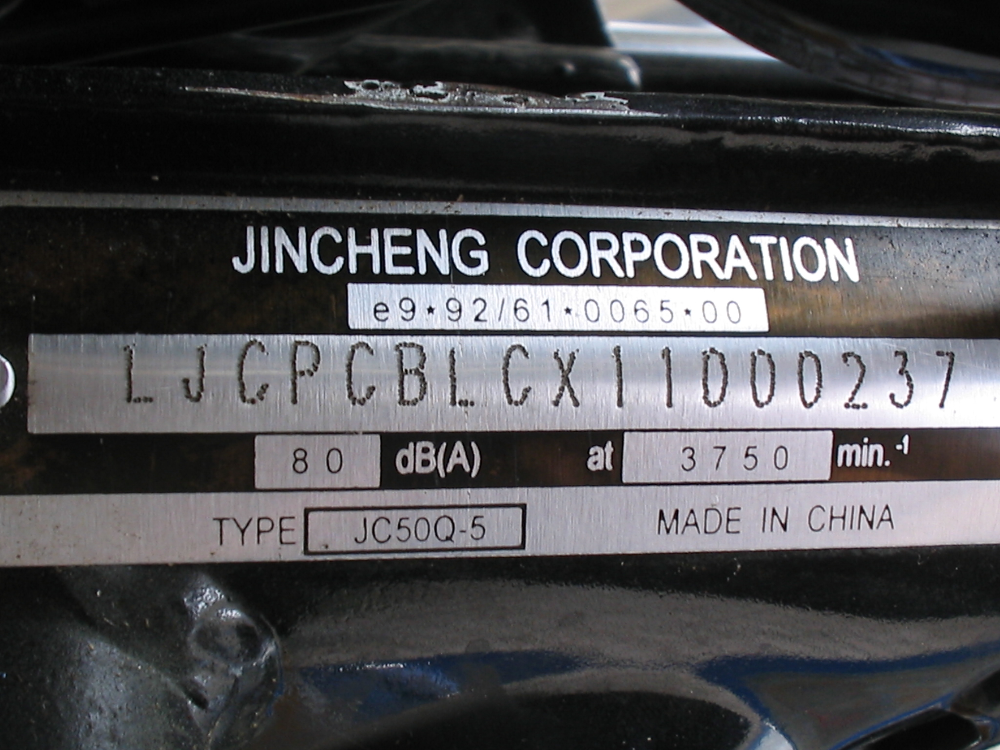 JINCHENG CORPORATION
e9*92/61*0065*00
LJCPCBLCX11000237
80 dB(A) at 3750 min.-1
TYPE JC50Q-5 MADE IN CHINA